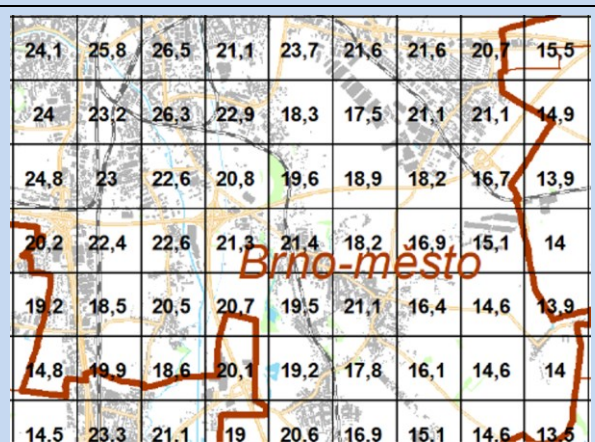 24,1 25,8 26,5 21,1 23,7 21,6 21,6 20,7 15,5
24 23,2 26,3 22,9 18,3 17,5 21,1 21,1 14,9
24,8 23 22,6 20,8 19,6 18,9 18,2 16,7 13,9
20,2 22,4 22,6 21,3 21,4 18,2 16,9 15,1 14
Brno-město
19,2 18,5 20,5 20,7 19,5 21,1 16,4 14,6 13,9
14,8 19,9 18,6 20,1 19,2 17,8 16,1 14,6 14
14,5 23,3 21,1 19 20,6 16,9 15,1 14,6 13,5